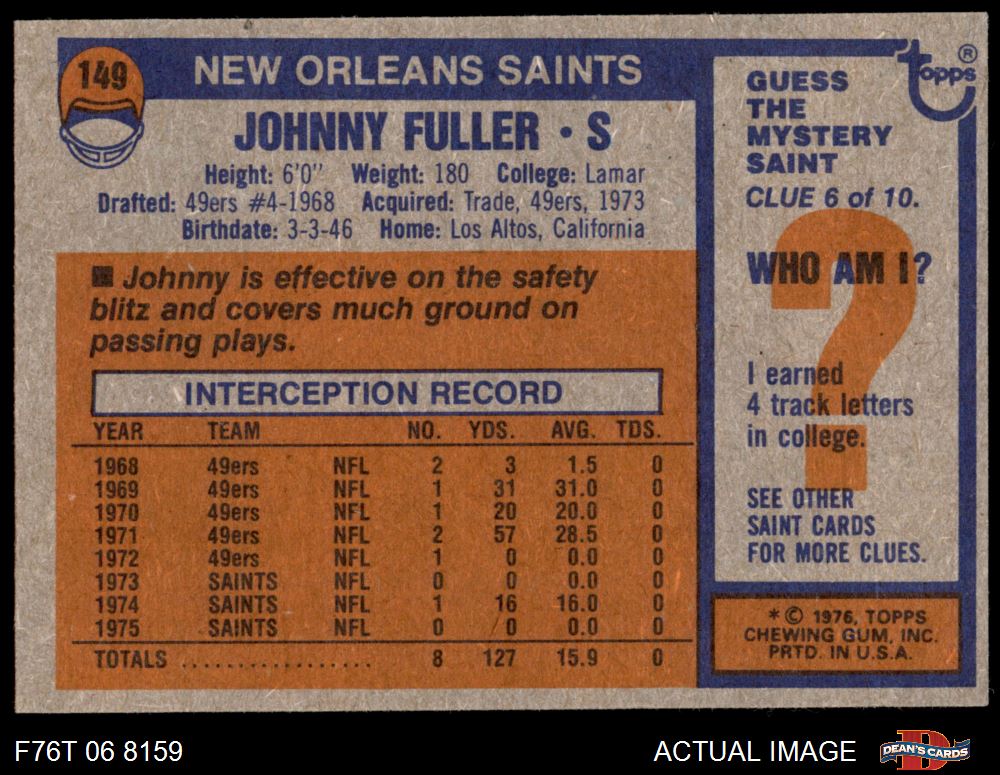 149
NEW ORLEANS SAINTS
JOHNNY FULLER · S
Height: 6'0" Weight: 180 College: Lamar
Drafted: 49ers #4-1968 Acquired: Trade, 49ers, 1973
Birthdate: 3-3-46 Home: Los Altos, California
■ Johnny is effective on the safety
blitz and covers much ground on
passing plays.
INTERCEPTION RECORD
YEAR TEAM NO. YDS. AVG. TDS.
1968 49ers NFL 2 3 1.5 0
1969 49ers NFL 1 31 31.0 0
1970 49ers NFL 1 20 20.0 0
1971 49ers NFL 2 57 28.5 0
1972 49ers NFL 1 0 0.0 0
1973 SAINTS NFL 0 0 0.0 0
1974 SAINTS NFL 1 16 16.0 0
1975 SAINTS NFL 0 0 0.0 0
TOTALS .................. 8 127 15.9 0
topps ®
GUESS
THE
MYSTERY
SAINT
CLUE 6 of 10.
WHO AM I?
?
I earned
4 track letters
in college.
SEE OTHER
SAINT CARDS
FOR MORE CLUES.
* © 1976, TOPPS
CHEWING GUM, INC.
PRTD. IN U.S.A.
F76T 06 8159
ACTUAL IMAGE
D
DEAN'S CARDS